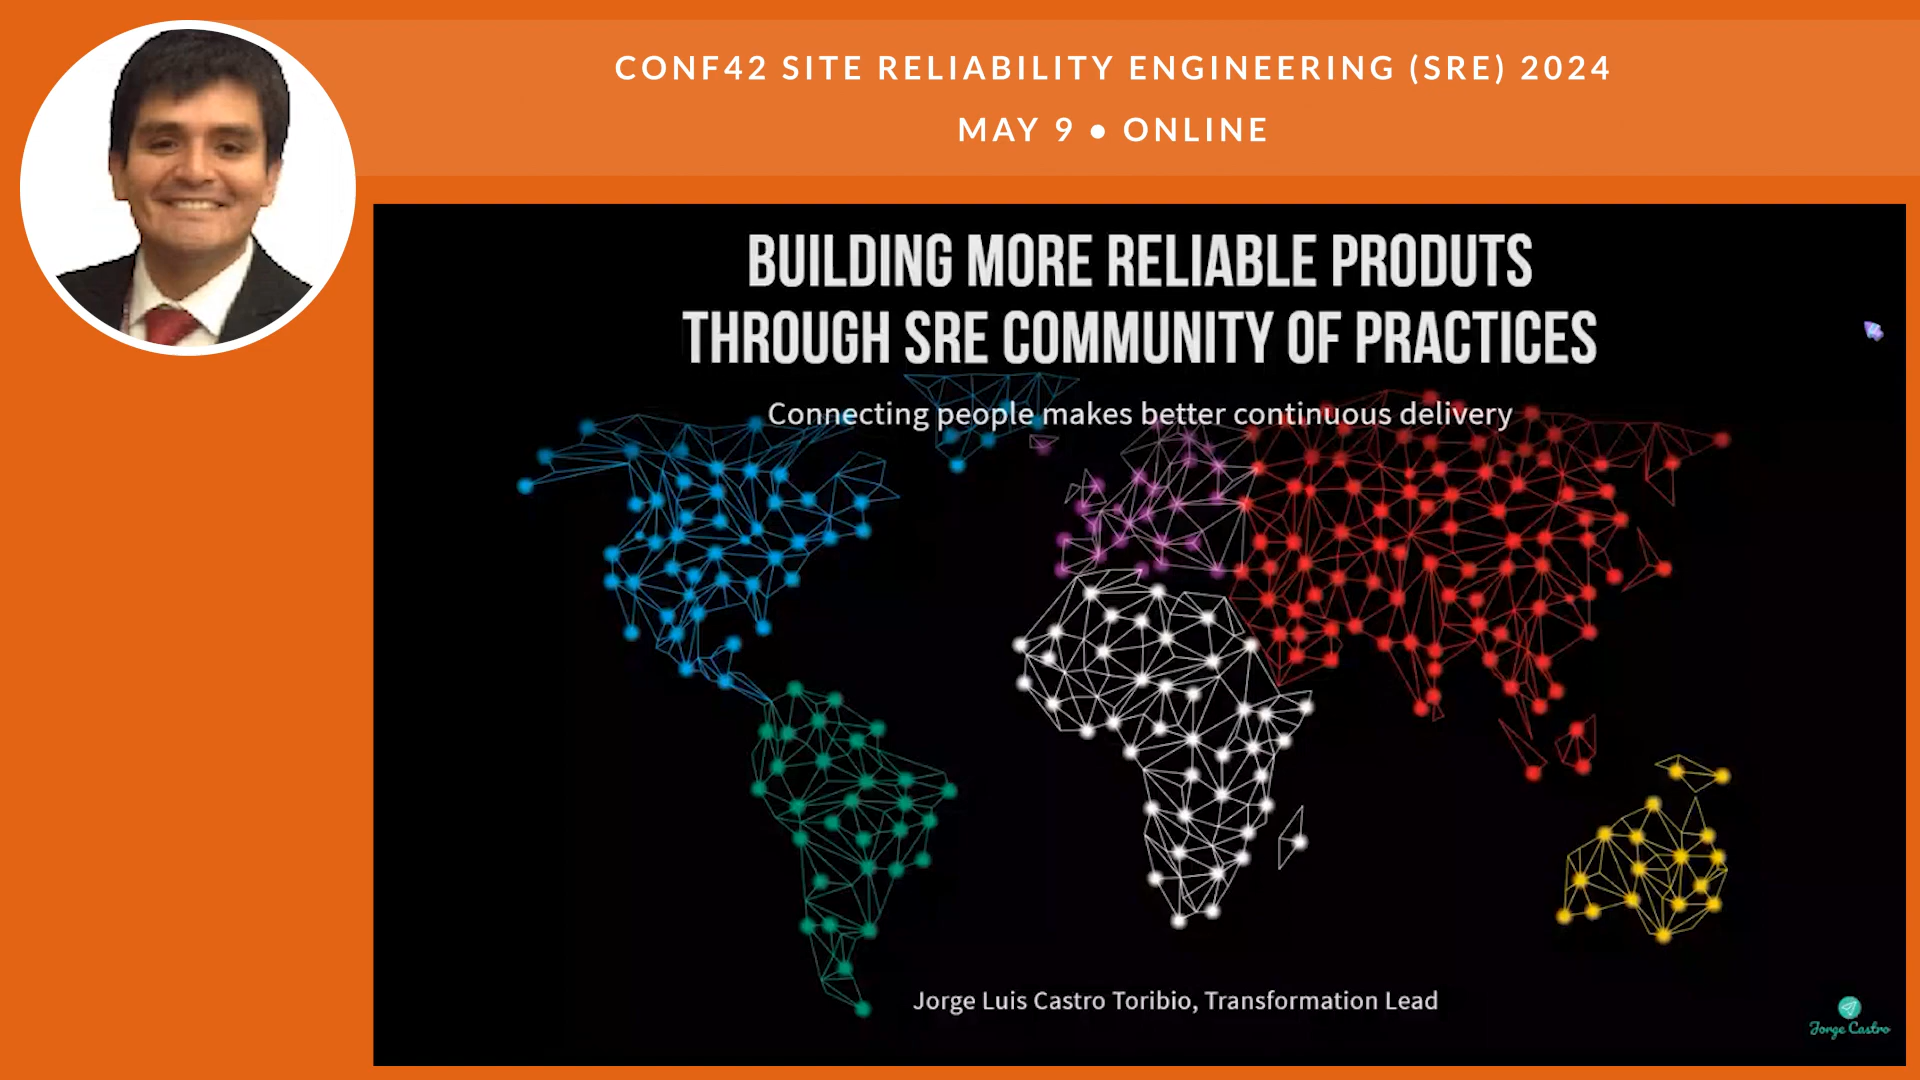 CONF42 SITE RELIABILITY ENGINEERING (SRE) 2024
MAY 9 ● ONLINE
BUILDING MORE RELIABLE PRODUTS
THROUGH SRE COMMUNITY OF PRACTICES
Connecting people makes better continuous delivery
Jorge Luis Castro Toribio, Transformation Lead
Jorge Castro